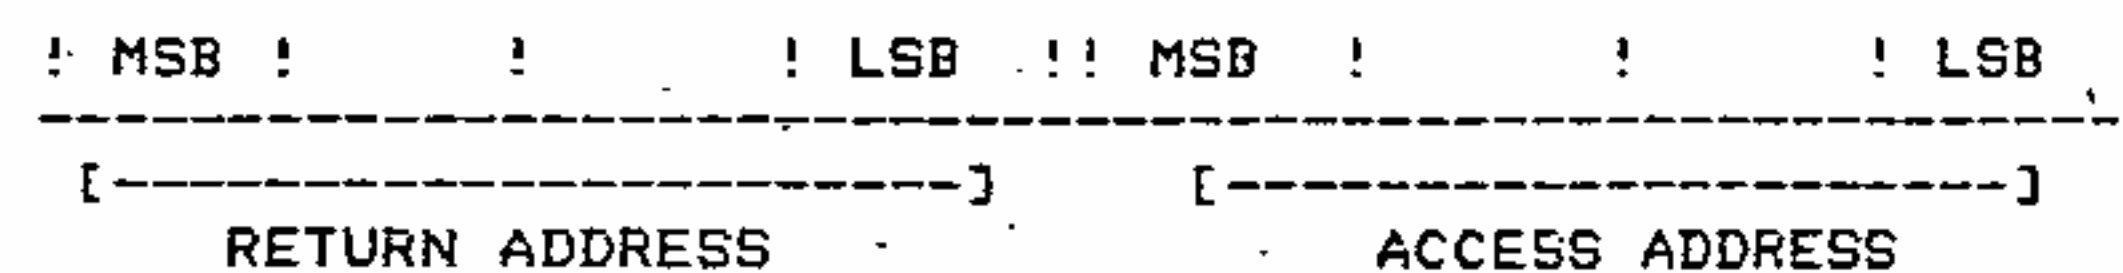 ! MSB ! ! ! LSB !! MSB ! ! ! LSB
--------------------------------------------------------
[-----------------------] [---------------------]
RETURN ADDRESS ACCESS ADDRESS